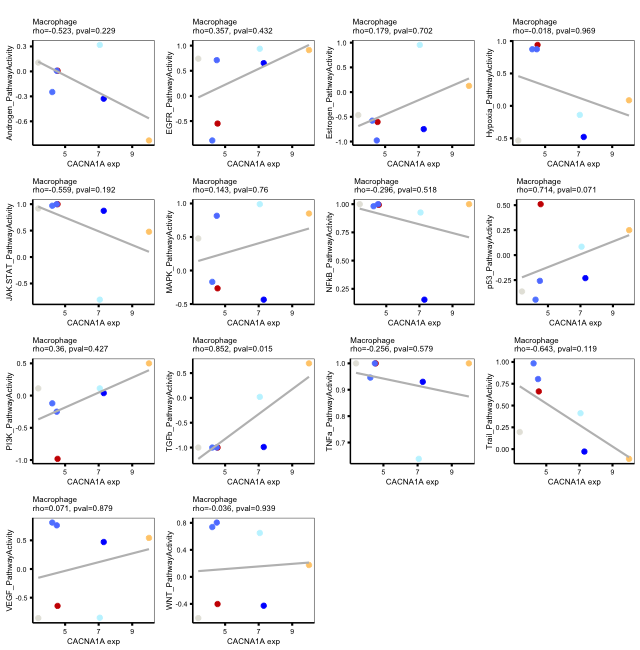 Macrophage
rho=-0.523, pval=0.229
Androgen_PathwayActivity
0.3
0.0
-0.3
-0.6
5 7 9
CACNA1A exp
Macrophage
rho=0.357, pval=0.432
EGFR_PathwayActivity
1.0
0.5
0.0
-0.5
5 7 9
CACNA1A exp
Macrophage
rho=0.179, pval=0.702
Estrogen_PathwayActivity
1.0
0.5
0.0
-0.5
-1.0
5 7 9
CACNA1A exp
Macrophage
rho=-0.018, pval=0.969
Hypoxia_PathwayActivity
1.0
0.5
0.0
-0.5
5 7 9
CACNA1A exp
Macrophage
rho=-0.559, pval=0.192
JAK.STAT_PathwayActivity
1.0
0.5
0.0
-0.5
5 7 9
CACNA1A exp
Macrophage
rho=0.143, pval=0.76
MAPK_PathwayActivity
1.0
0.5
0.0
-0.5
5 7 9
CACNA1A exp
Macrophage
rho=-0.296, pval=0.518
NFkB_PathwayActivity
1.00
0.75
0.50
0.25
5 7 9
CACNA1A exp
Macrophage
rho=0.714, pval=0.071
p53_PathwayActivity
0.50
0.25
0.00
-0.25
5 7 9
CACNA1A exp
Macrophage
rho=0.36, pval=0.427
PI3K_PathwayActivity
0.5
0.0
-0.5
-1.0
5 7 9
CACNA1A exp
Macrophage
rho=0.852, pval=0.015
TGFb_PathwayActivity
0.5
0.0
-0.5
-1.0
5 7 9
CACNA1A exp
Macrophage
rho=-0.256, pval=0.579
TNFa_PathwayActivity
1.0
0.9
0.8
0.7
5 7 9
CACNA1A exp
Macrophage
rho=-0.643, pval=0.119
Trail_PathwayActivity
1.00
0.75
0.50
0.25
0.00
5 7 9
CACNA1A exp
Macrophage
rho=0.071, pval=0.879
VEGF_PathwayActivity
0.5
0.0
-0.5
5 7 9
CACNA1A exp
Macrophage
rho=-0.036, pval=0.939
WNT_PathwayActivity
0.8
0.4
0.0
-0.4
5 7 9
CACNA1A exp